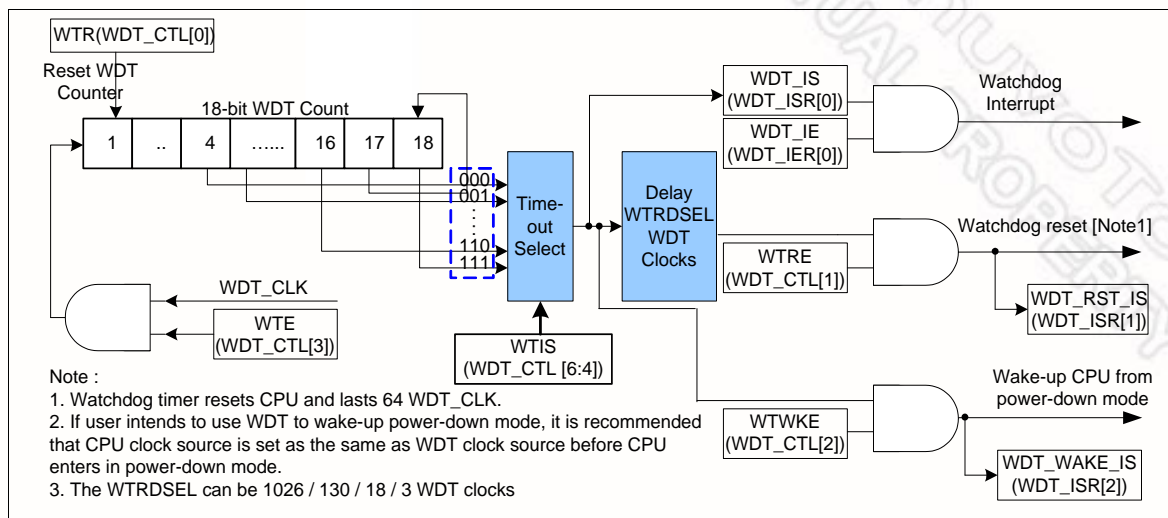 WTR(WDT_CTL[0])
Reset WDT
Counter
18-bit WDT Count
1 .. 4 …... 16 17 18
000
001
110
111
Time-
out
Select
WTIS
(WDT_CTL [6:4])
WDT_CLK
WTE
(WDT_CTL[3])
WDT_IS
(WDT_ISR[0])
WDT_IE
(WDT_IER[0])
Watchdog
Interrupt
Delay
WTRDSEL
WDT
Clocks
WTRE
(WDT_CTL[1])
Watchdog reset [Note1]
WDT_RST_IS
(WDT_ISR[1])
WTWKE
(WDT_CTL[2])
Wake-up CPU from
power-down mode
WDT_WAKE_IS
(WDT_ISR[2])
Note :
1. Watchdog timer resets CPU and lasts 64 WDT_CLK.
2. If user intends to use WDT to wake-up power-down mode, it is recommended
that CPU clock source is set as the same as WDT clock source before CPU
enters in power-down mode.
3. The WTRDSEL can be 1026 / 130 / 18 / 3 WDT clocks